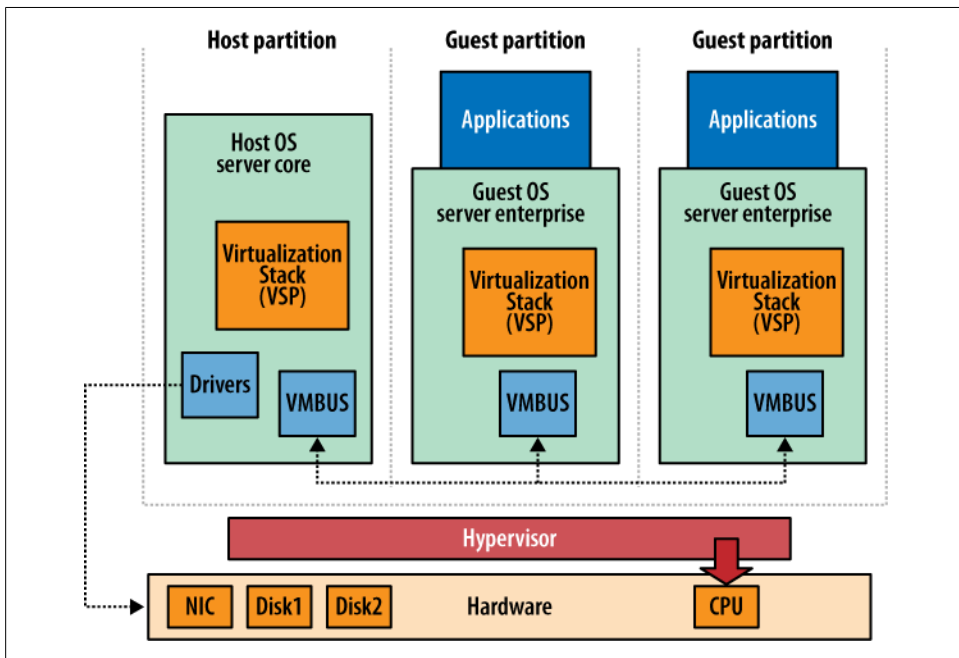 Host partition
Guest partition
Guest partition
Applications
Applications
Host OS
server core
Guest OS
server enterprise
Guest OS
server enterprise
Virtualization
Stack
(VSP)
Virtualization
Stack
(VSP)
Virtualization
Stack
(VSP)
Drivers
VMBUS
VMBUS
VMBUS
Hypervisor
NIC
Disk1
Disk2
Hardware
CPU